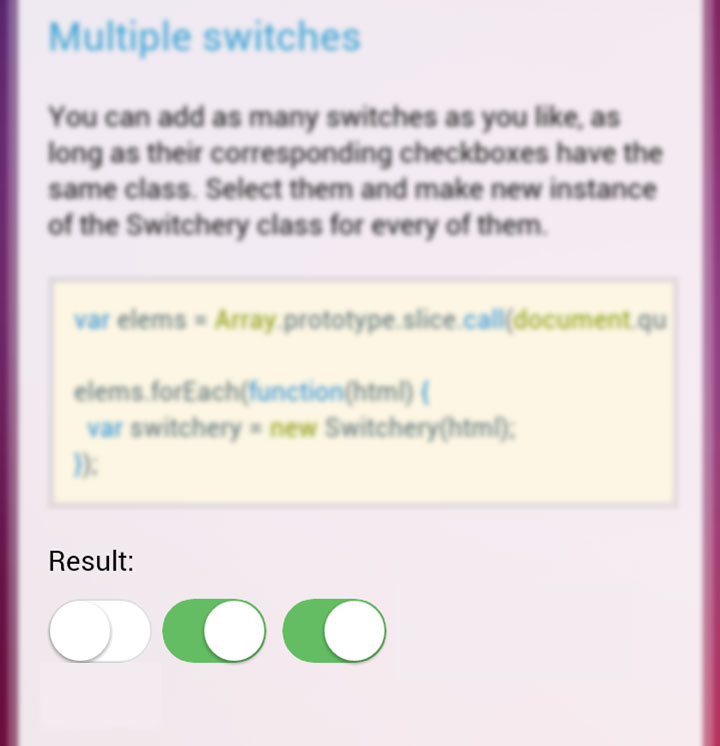 Multiple switches
You can add as many switches as you like, as
long as their corresponding checkboxes have the
same class. Select them and make new instance
of the Switchery class for every of them.
var elems = Array.prototype.slice.call(document.qu
elems.forEach(function(html) {
var switchery = new Switchery(html);
});
Result: